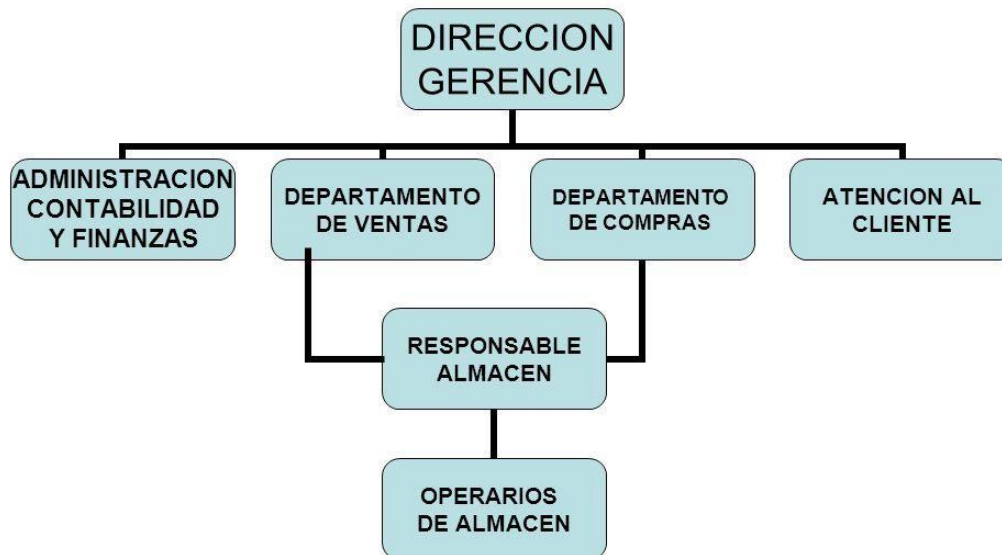 DIRECCION
GERENCIA
ADMINISTRACION
CONTABILIDAD
Y FINANZAS
DEPARTAMENTO
DE VENTAS
DEPARTAMENTO
DE COMPRAS
ATENCION AL
CLIENTE
RESPONSABLE
ALMACEN
OPERARIOS
DE ALMACEN